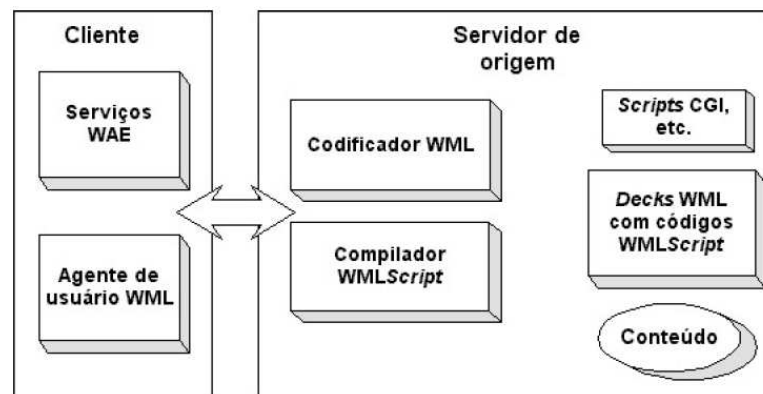 Cliente
Serviços
WAE
Agente de
usuário WML
Servidor de
origem
Codificador WML
Compilador
WMLScript
Scripts CGI,
etc.
Decks WML
com códigos
WMLScript
Conteúdo